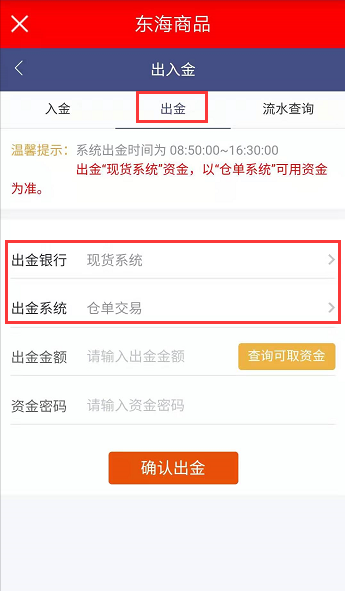 东海商品
出入金
入金 出金 流水查询
温馨提示：系统出金时间为 08:50:00~16:30:00
出金“现货系统”资金，以“仓单系统”可用资金
为准。
出金银行 现货系统
出金系统 仓单交易
出金金额 请输入出金金额 查询可取资金
资金密码 请输入资金密码
确认出金